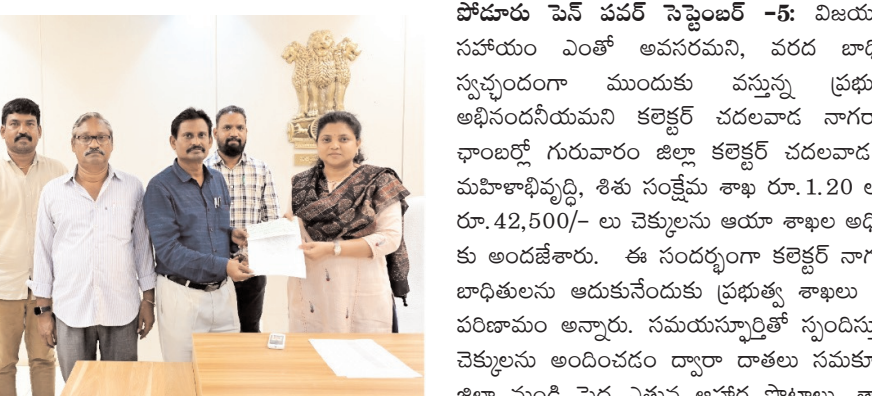 పోడూరు పెన్ పవర్ సెప్టెంబర్ -5: విజయ
సహాయం ఎంతో అవసరమని, వరద బాధి
స్వచ్ఛందంగా ముందుకు వస్తున్న ప్రభు
అభినందనీయమని కలెక్టర్ చదలవాడ నాగరా
ఛాంబర్లో గురువారం జిల్లా కలెక్టర్ చదలవాడ
మహిళాభివృద్ధి, శిశు సంక్షేమ శాఖ రూ.1.20 ల
రూ.42,500/- లు చెక్కులను ఆయా శాఖల అధి
కు అందజేశారు. ఈ సందర్భంగా కలెక్టర్ నాగ
బాధితులను ఆదుకునేందుకు ప్రభుత్వ శాఖలు
పరిణామం అన్నారు. సమయస్ఫూర్తితో స్పందిస్తు
చెక్కులను అందించడం ద్వారా దాతలు సమకూ